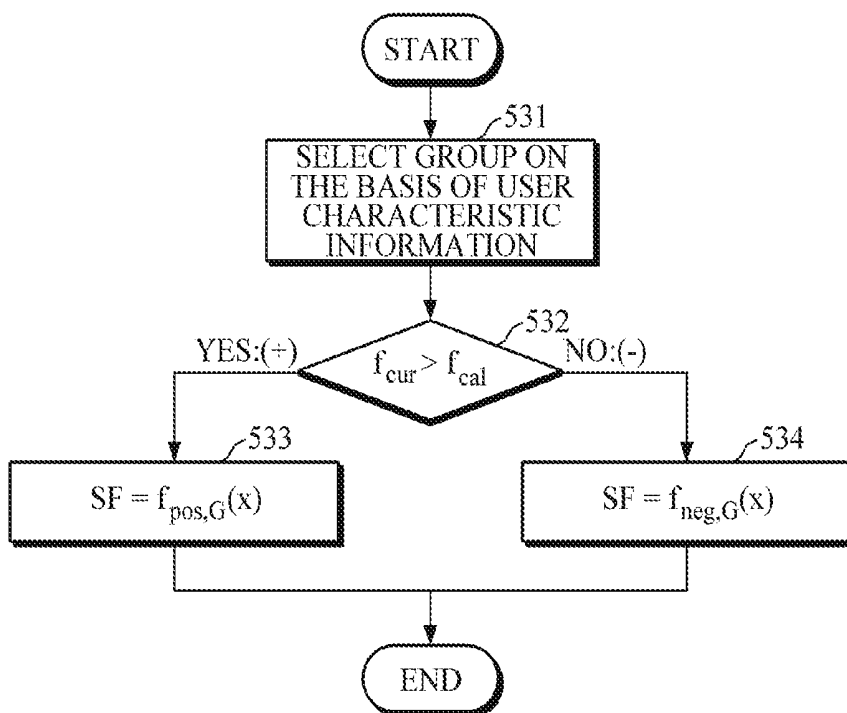 START
531
SELECT GROUP ON
THE BASIS OF USER
CHARACTERISTIC
INFORMATION
532
YES:(+)
f_cur > f_cal
NO:(-)
533
SF = f_pos,G(x)
534
SF = f_neg,G(x)
END